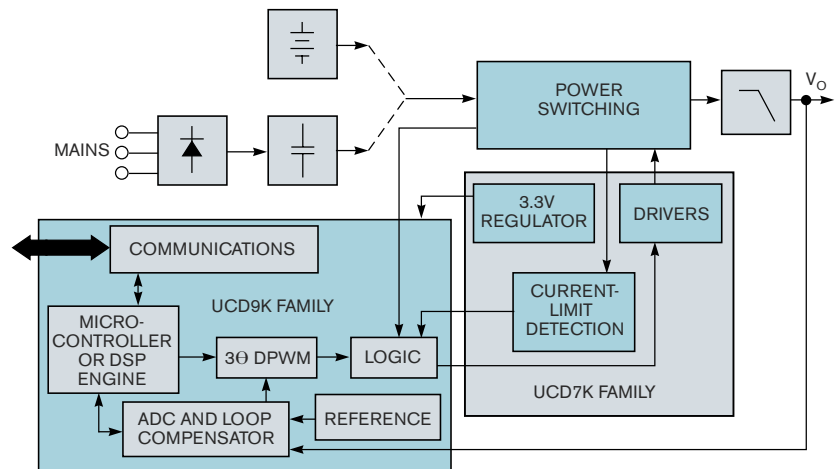 POWER
SWITCHING
V_O
MAINS
3.3V
REGULATOR
DRIVERS
COMMUNICATIONS
UCD9K FAMILY
CURRENT-
LIMIT
DETECTION
MICRO-
CONTROLLER
OR DSP
ENGINE
3Θ DPWM
LOGIC
UCD7K FAMILY
ADC AND LOOP
COMPENSATOR
REFERENCE